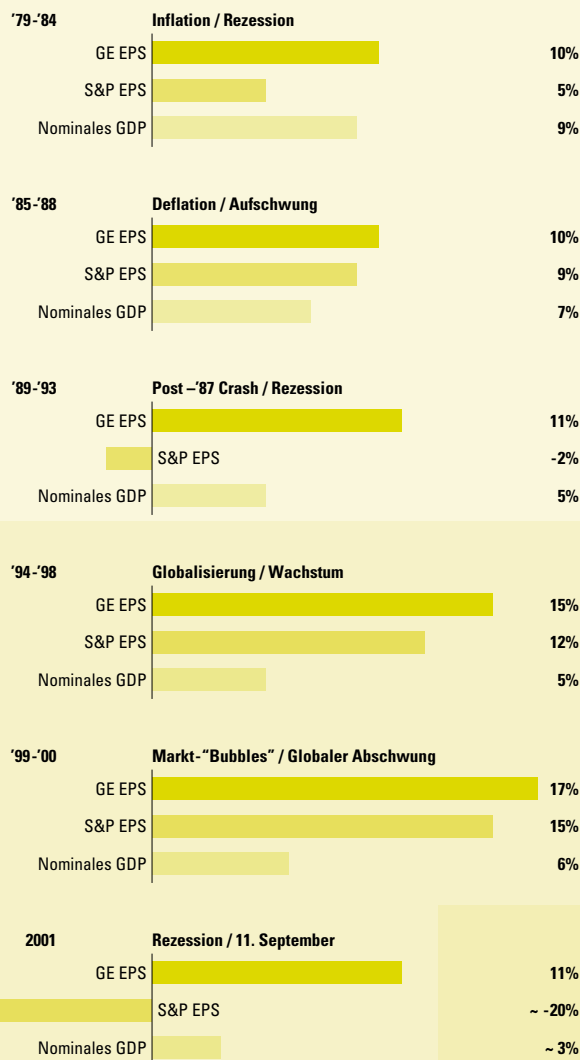 '79-'84 Inflation / Rezession
GE EPS 10%
S&P EPS 5%
Nominales GDP 9%
'85-'88 Deflation / Aufschwung
GE EPS 10%
S&P EPS 9%
Nominales GDP 7%
'89-'93 Post –'87 Crash / Rezession
GE EPS 11%
S&P EPS -2%
Nominales GDP 5%
'94-'98 Globalisierung / Wachstum
GE EPS 15%
S&P EPS 12%
Nominales GDP 5%
'99-'00 Markt-“Bubbles” / Globaler Abschwung
GE EPS 17%
S&P EPS 15%
Nominales GDP 6%
2001 Rezession / 11. September
GE EPS 11%
S&P EPS ~ -20%
Nominales GDP ~ 3%